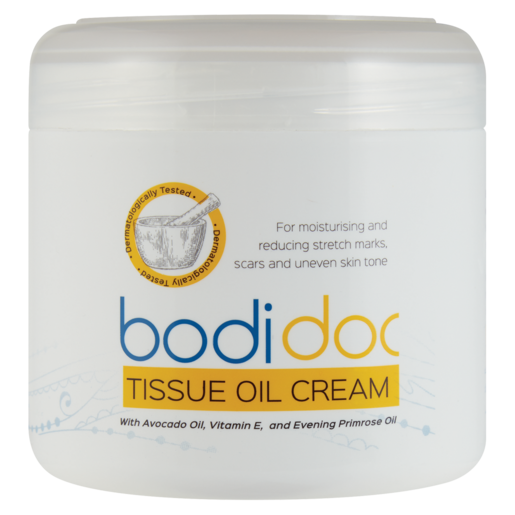 Dermatologically Tested •
Dermatologically Tested •
For moisturising and
reducing stretch marks,
scars and uneven skin tone
bodidoc
TISSUE OIL CREAM
With Avocado Oil, Vitamin E, and Evening Primrose Oil